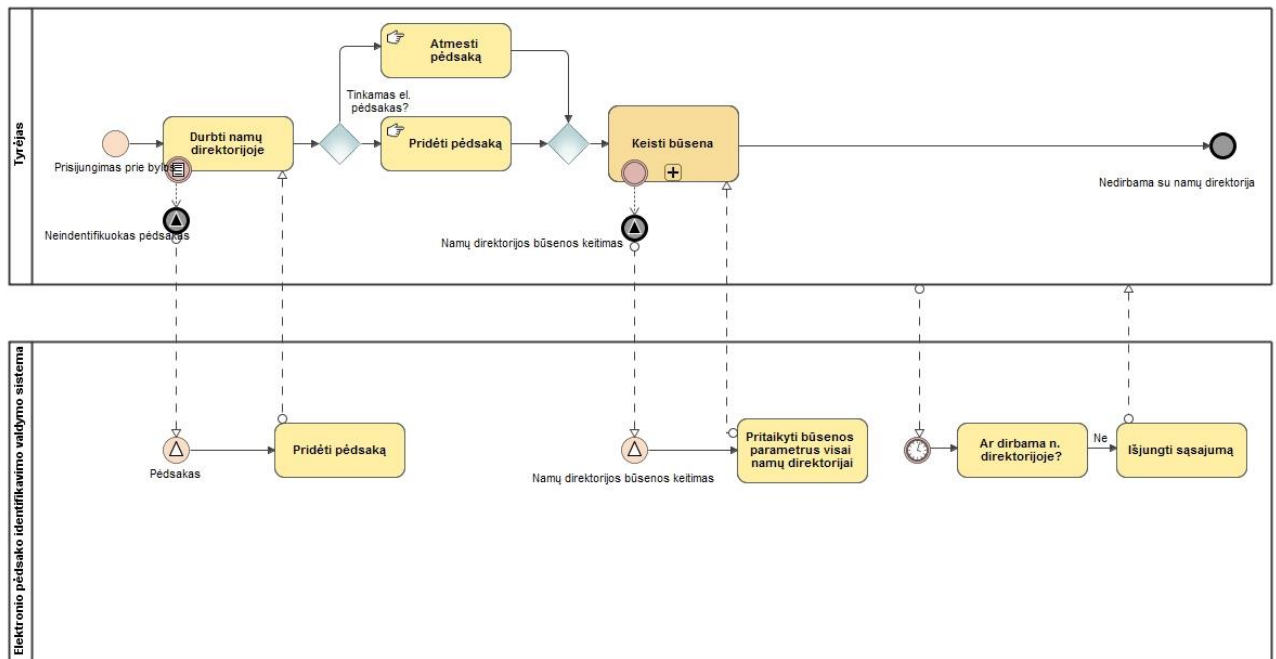 Tyrėjas
Atmesti
pėdsaką
Tinkamas el.
pėdsakas?
Durbti namų
direktorijoje
Pridėti pėdsaką
Keisti būsena
Prisijungimas prie bylos
Nedirbama su namų direktorija
Neindentifikuokas pėdsakas
Namų direktorijos būsenos keitimas
Elektronio pėdsako identifikavimo valdymo sistema
Pridėti pėdsaką
Pėdsakas
Pritaikyti būsenos
parametrus visai
namų direktorijai
Namų direktorijos būsenos keitimas
Ar dirbama n.
direktorijoje?
Ne
Išjungti sąsajumą